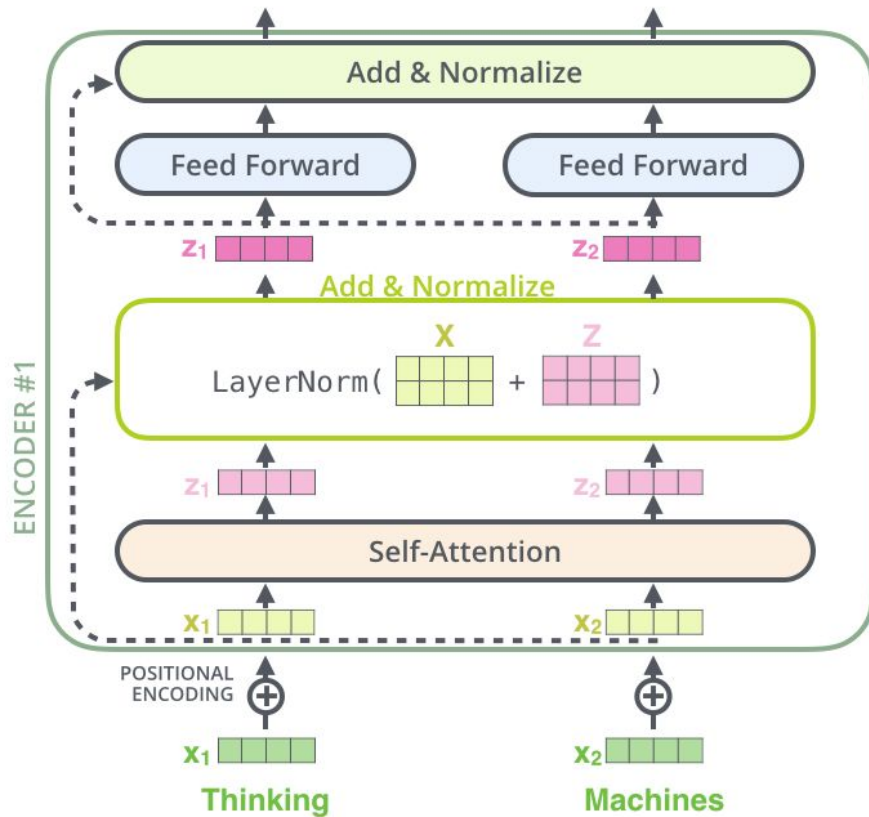 Add & Normalize
Feed Forward Feed Forward
z1 z2
Add & Normalize
X Z
LayerNorm( + )
ENCODER #1
z1 z2
Self-Attention
x1 x2
POSITIONAL
ENCODING
x1 x2
Thinking Machines